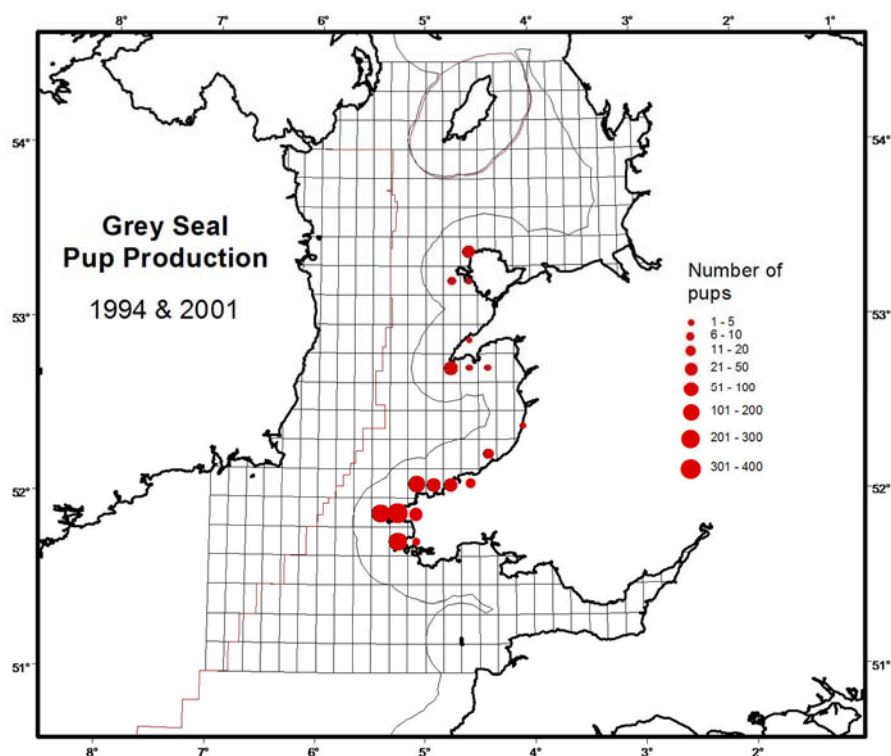 8° 7° 6° 5° 4° 3° 2° 1°
54° 54°
Grey Seal
Pup Production
1994 & 2001
53° 53°
Number of
pups
1 - 5
6 - 10
11 - 20
21 - 50
51 - 100
101 - 200
201 - 300
301 - 400
52° 52°
51° 51°
8° 7° 6° 5° 4° 3° 2°